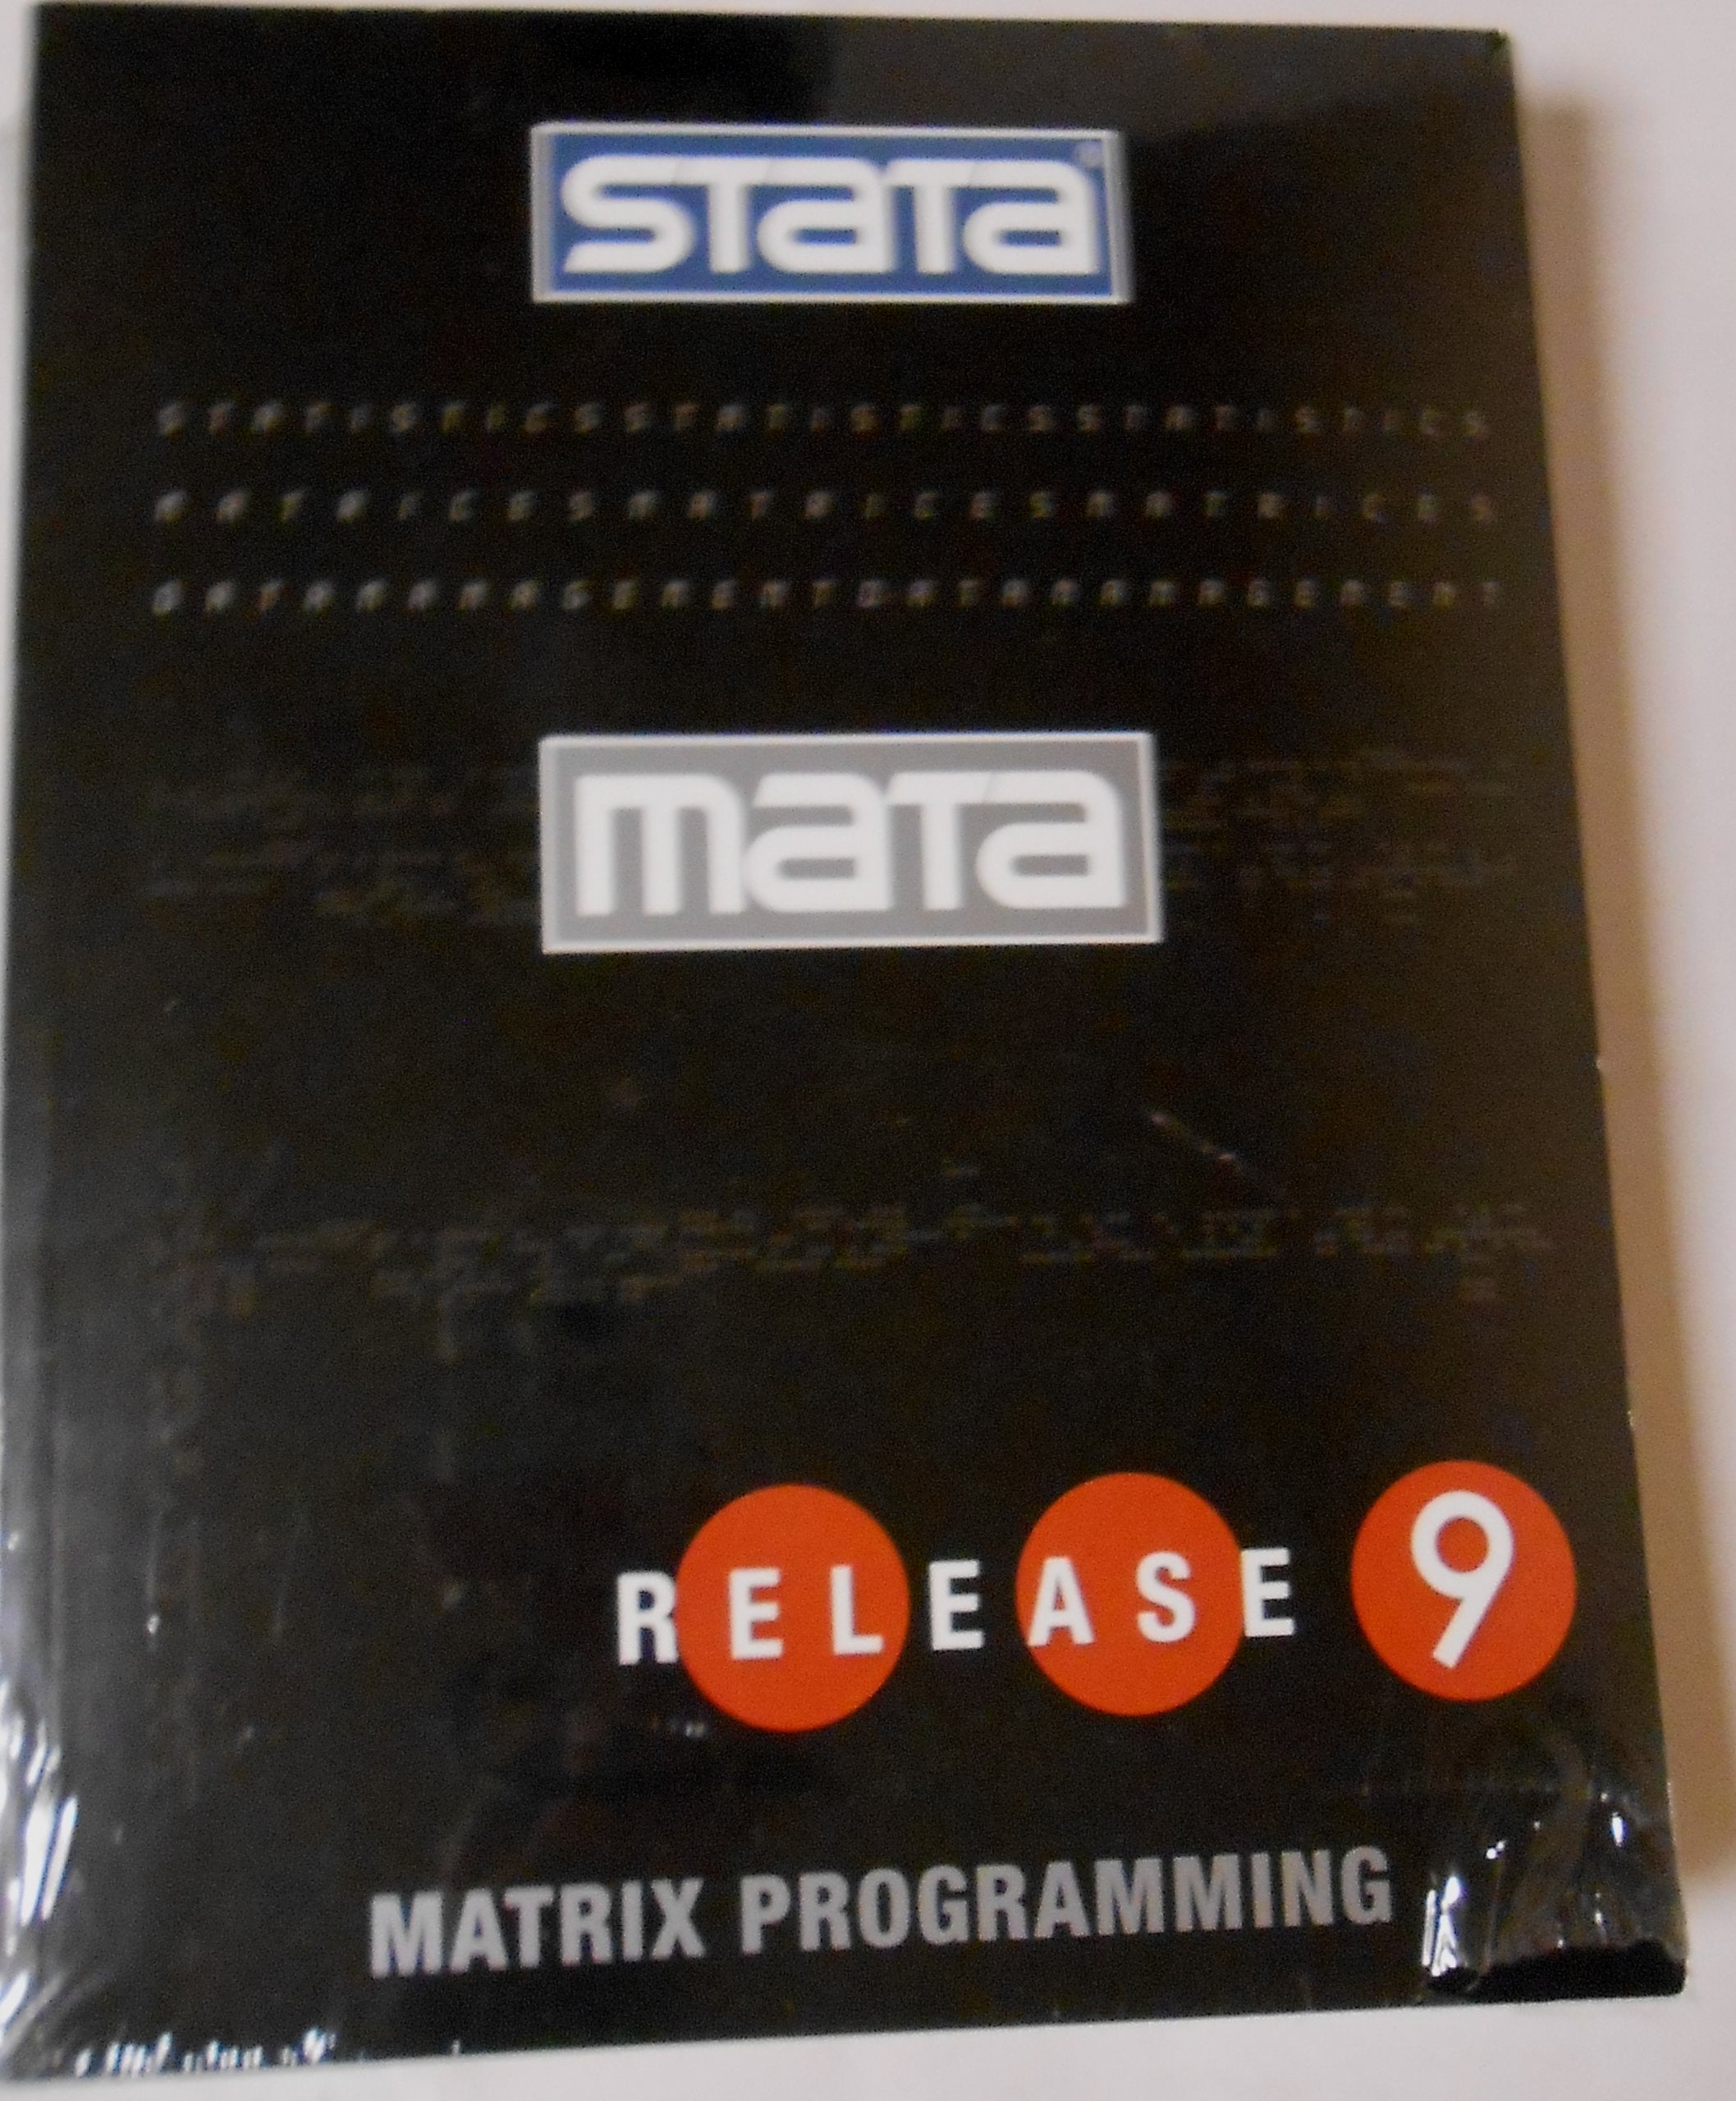 STATA®
STATISTICSSTATISTICSSTATISTICS
MATRICESMATRICESMATRICES
DATAMANAGEMENTDATAMANAGEMENT
MATA
RELEASE 9
MATRIX PROGRAMMING